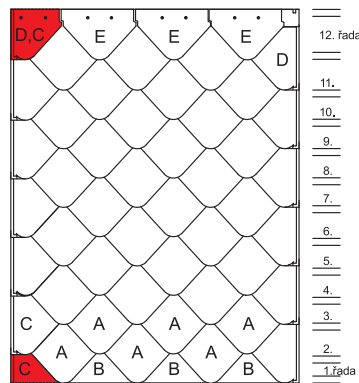 D,C E E E 12. řada
D
11.
10.
9.
8.
7.
6.
5.
4.
C A A A 3.
A A A 2.
C B B B 1.řada